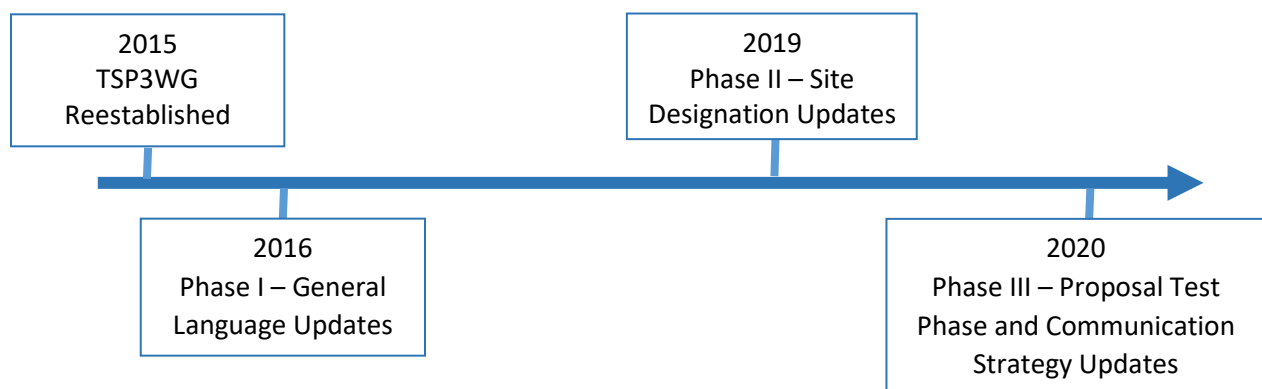 2015
TSP3WG
Reestablished
2016
Phase I – General
Language Updates
2019
Phase II – Site
Designation Updates
2020
Phase III – Proposal Test
Phase and Communication
Strategy Updates